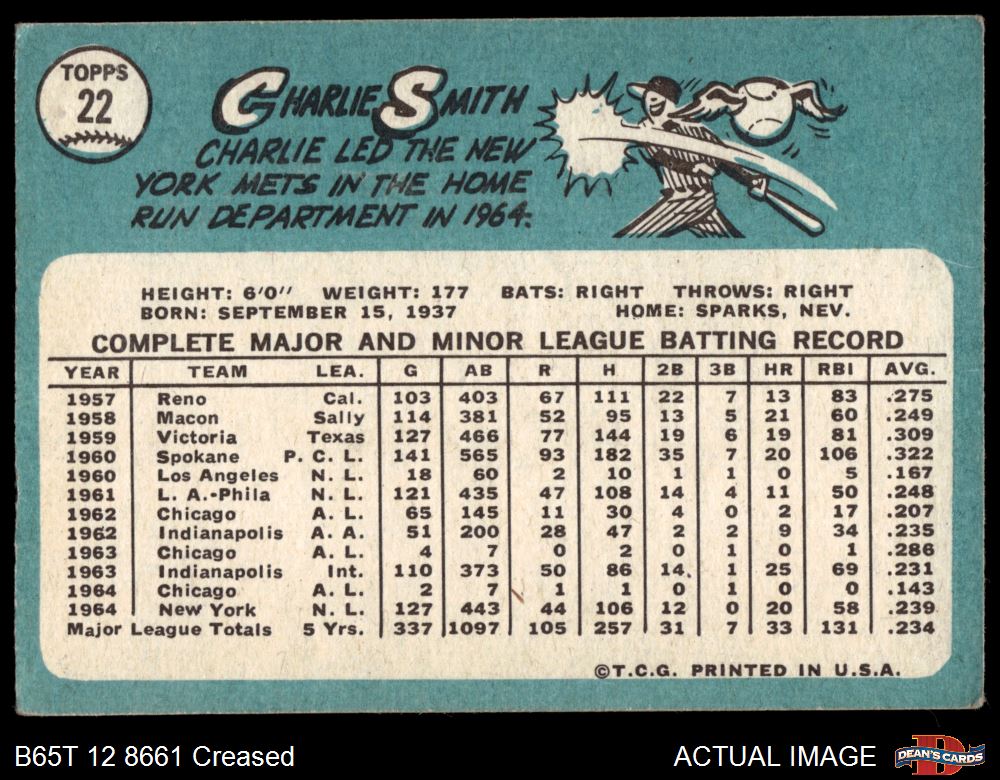 TOPPS
22
CHARLIE SMITH
CHARLIE LED THE NEW
YORK METS IN THE HOME
RUN DEPARTMENT IN 1964.
HEIGHT: 6'0" WEIGHT: 177 BATS: RIGHT THROWS: RIGHT
BORN: SEPTEMBER 15, 1937 HOME: SPARKS, NEV.
COMPLETE MAJOR AND MINOR LEAGUE BATTING RECORD
YEAR TEAM LEA. G AB R H 2B 3B HR RBI AVG.
1957 Reno Cal. 103 403 67 111 22 7 13 83 .275
1958 Macon Sally 114 381 52 95 13 5 21 60 .249
1959 Victoria Texas 127 466 77 144 19 6 19 81 .309
1960 Spokane P. C. L. 141 565 93 182 35 7 20 106 .322
1960 Los Angeles N. L. 18 60 2 10 1 1 0 5 .167
1961 L. A.-Phila N. L. 121 435 47 108 14 4 11 50 .248
1962 Chicago A. L. 65 145 11 30 4 0 2 17 .207
1962 Indianapolis A. A. 51 200 28 47 2 2 9 34 .235
1963 Chicago A. L. 4 7 0 2 0 1 0 1 .286
1963 Indianapolis Int. 110 373 50 86 14 1 25 69 .231
1964 Chicago A. L. 2 7 1 1 0 1 0 0 .143
1964 New York N. L. 127 443 44 106 12 0 20 58 .239
Major League Totals 5 Yrs. 337 1097 105 257 31 7 33 131 .234
©T.C.G. PRINTED IN U.S.A.
B65T 12 8661 Creased ACTUAL IMAGE
DEAN'S CARDS